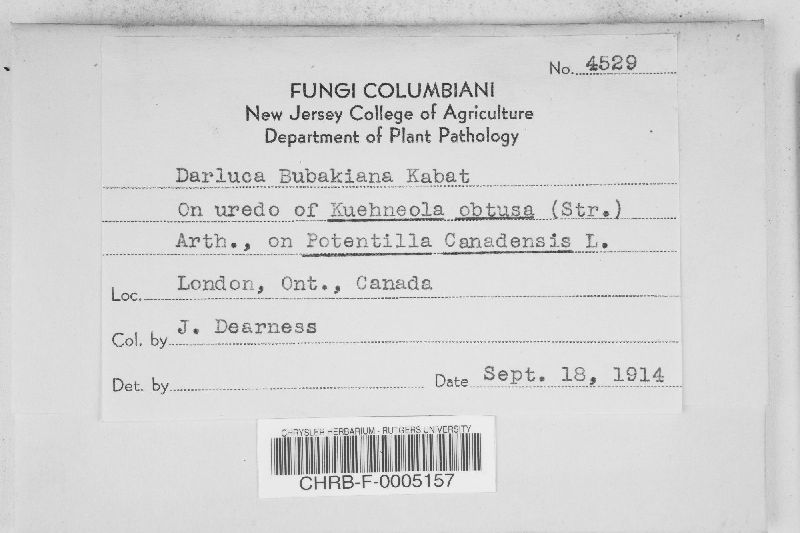 No. 4529
FUNGI COLUMBIANI
New Jersey College of Agriculture
Department of Plant Pathology
Darluca Bubakiana Kabat
On uredo of Kuehneola obtusa (Str.)
Arth., on Potentilla Canadensis L.
Loc. London, Ont., Canada
Col. by J. Dearness
Det. by Date Sept. 18, 1914
CHRYSLER HERBARIUM - RUTGERS UNIVERSITY
CHRB-F-0005157